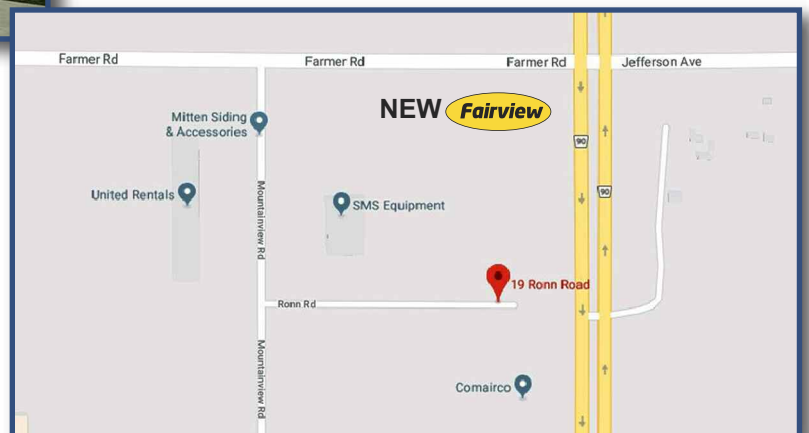 Farmer Rd
Farmer Rd
Farmer Rd
Jefferson Ave
NEW Fairview
Mitten Siding
& Accessories
90
90
United Rentals
Mountainview Rd
SMS Equipment
19 Ronn Road
Ronn Rd
Mountainview Rd
Comairco